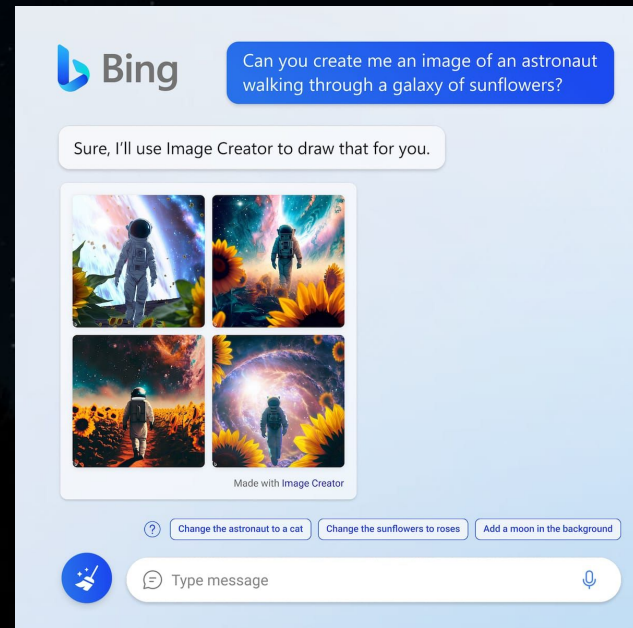 Bing
Can you create me an image of an astronaut
walking through a galaxy of sunflowers?
Sure, I'll use Image Creator to draw that for you.
Made with Image Creator
Change the astronaut to a cat
Change the sunflowers to roses
Add a moon in the background
Type message